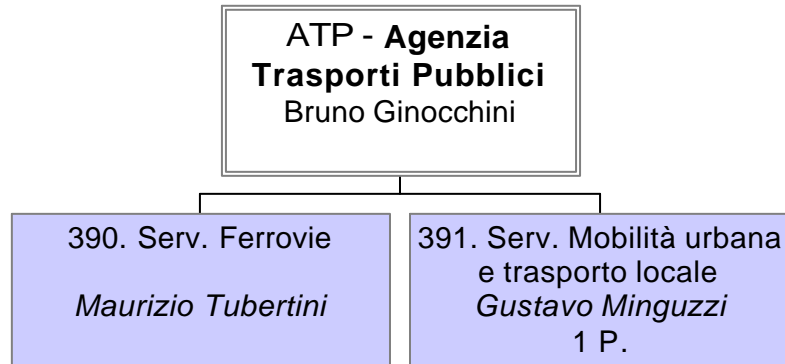 ATP - Agenzia
Trasporti Pubblici
Bruno Ginocchini
390. Serv. Ferrovie
Maurizio Tubertini
391. Serv. Mobilità urbana
e trasporto locale
Gustavo Minguzzi
1 P.